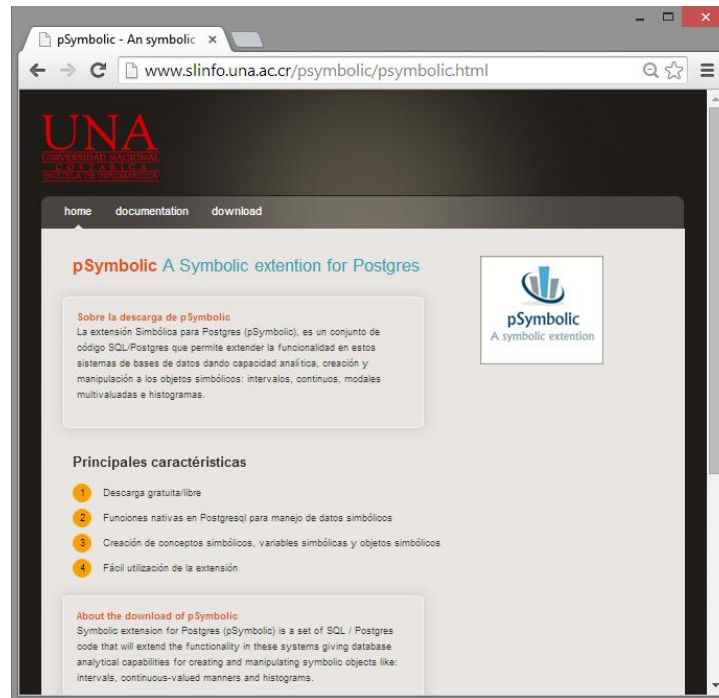 pSymbolic - An symbolic
www.slinfo.una.ac.cr/psymbolic/psymbolic.html
UNA
UNIVERSIDAD NACIONAL
COSTA RICA
ESCUELA DE INFORMÁTICA
home documentation download
pSymbolic A Symbolic extention for Postgres
pSymbolic
A symbolic extention
Sobre la descarga de pSymbolic
La extensión Simbólica para Postgres (pSymbolic), es un conjunto de
código SQL/Postgres que permite extender la funcionalidad en estos
sistemas de bases de datos dando capacidad analítica, creación y
manipulación a los objetos simbólicos: intervalos, continuos, modales
multivaluadas e histogramas.
Principales caractéristicas
1 Descarga gratuita/libre
2 Funciones nativas en Postgresql para manejo de datos simbólicos
3 Creación de conceptos simbólicos, variables simbólicas y objetos simbólicos
4 Fácil utilización de la extensión
About the download of pSymbolic
Symbolic extension for Postgres (pSymbolic) is a set of SQL / Postgres
code that will extend the functionality in these systems giving database
analytical capabilities for creating and manipulating symbolic objects like:
intervals, continuous-valued manners and histograms.